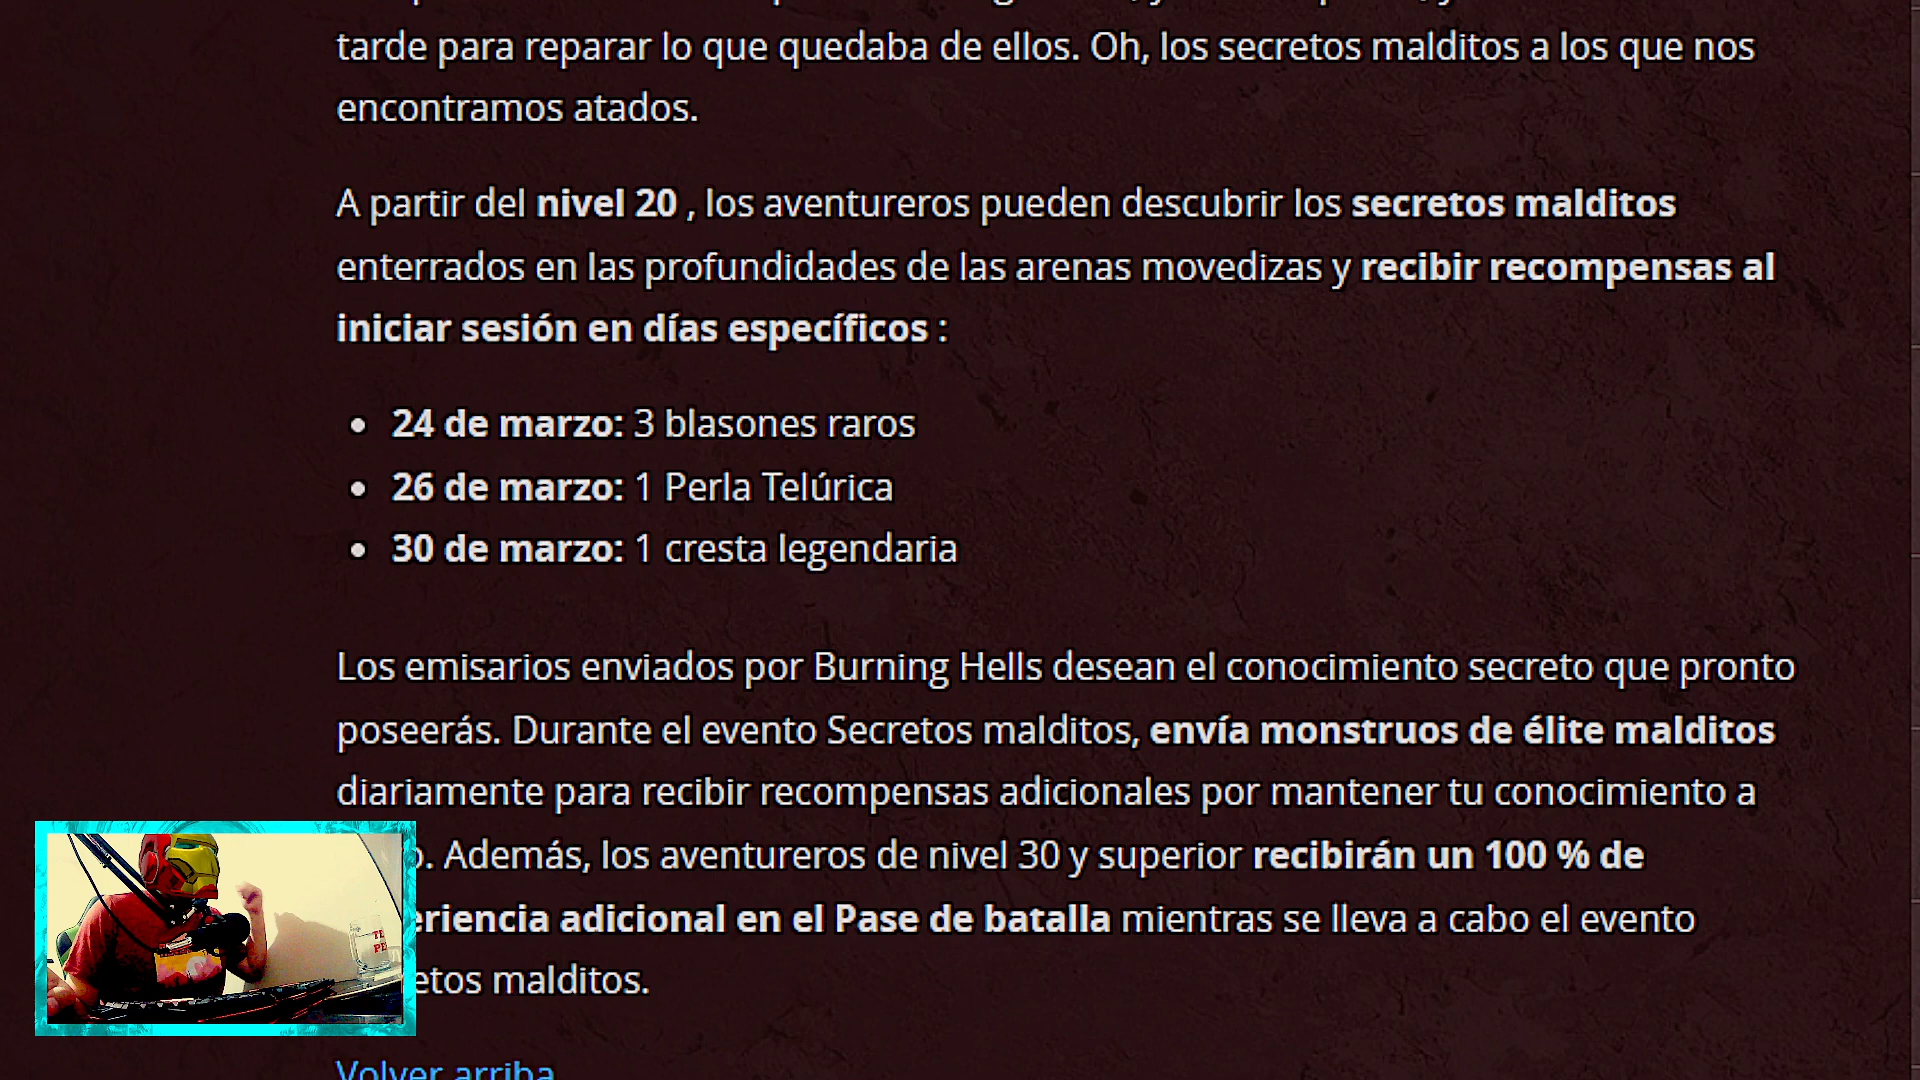 tarde para reparar lo que quedaba de ellos. Oh, los secretos malditos a los que nos
encontramos atados.
A partir del nivel 20 , los aventureros pueden descubrir los secretos malditos
enterrados en las profundidades de las arenas movedizas y recibir recompensas al
iniciar sesión en días específicos :
• 24 de marzo: 3 blasones raros
• 26 de marzo: 1 Perla Telúrica
• 30 de marzo: 1 cresta legendaria
Los emisarios enviados por Burning Hells desean el conocimiento secreto que pronto
poseerás. Durante el evento Secretos malditos, envía monstruos de élite malditos
diariamente para recibir recompensas adicionales por mantener tu conocimiento a
. Además, los aventureros de nivel 30 y superior recibirán un 100 % de
eriencia adicional en el Pase de batalla mientras se lleva a cabo el evento
etos malditos.
Volver arriba